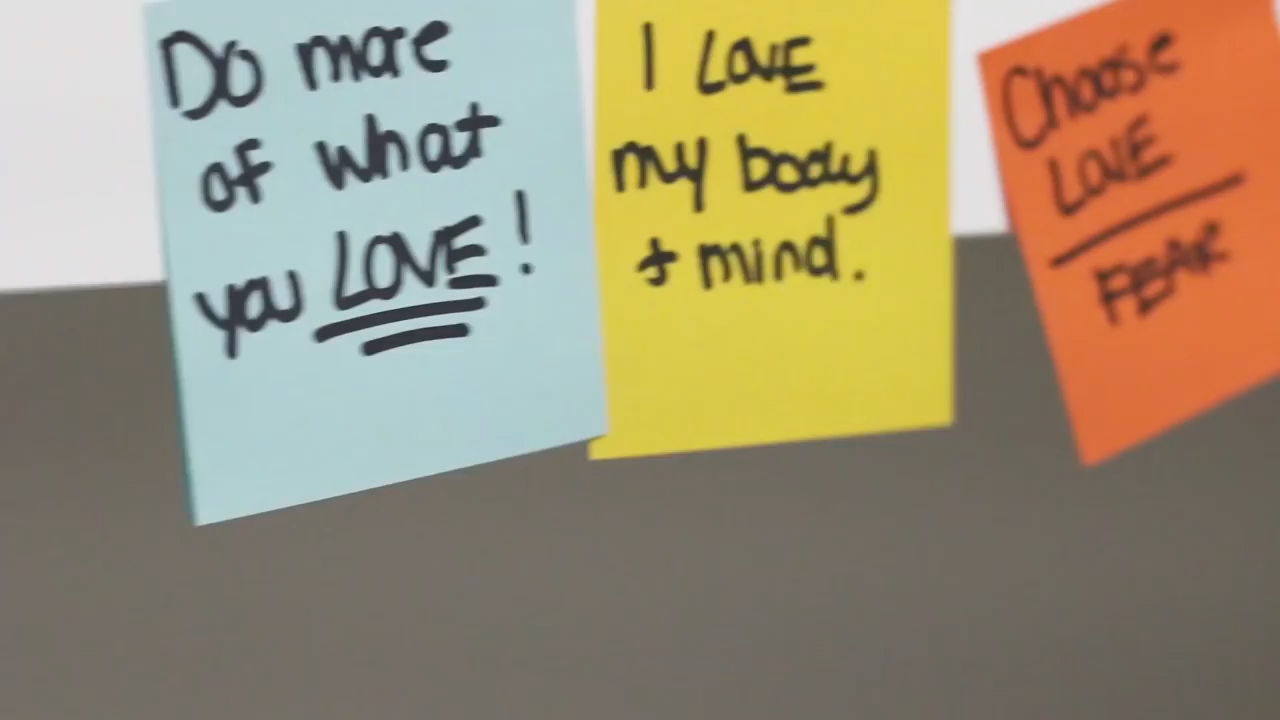 Do more
of what
you LOVE!
I LOVE
my body
+ mind.
Choose
LOVE
FEAR